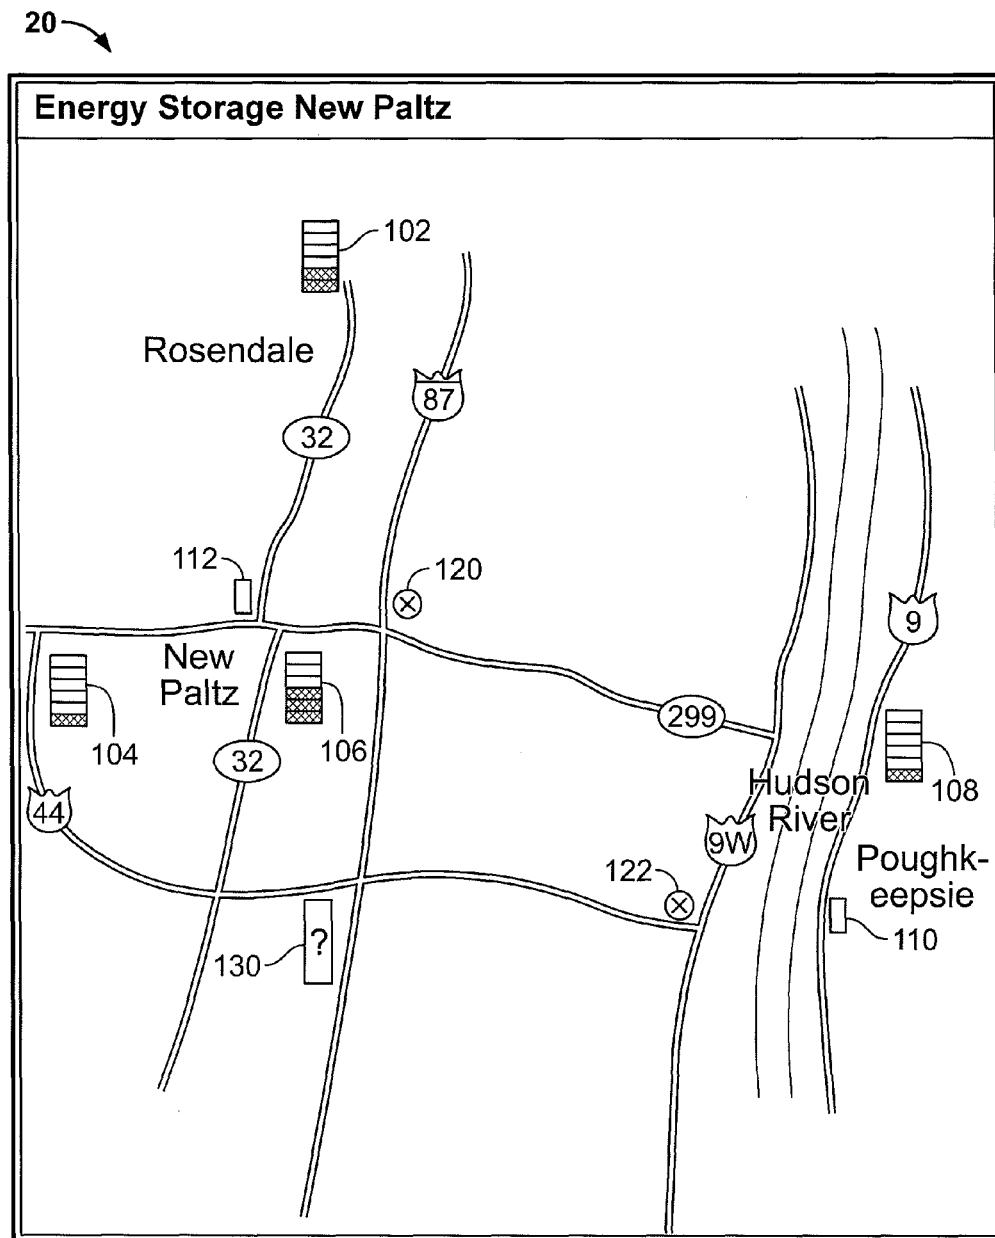 20
Energy Storage New Paltz
102
Rosendale
87
32
112
120
9
New
Paltz
299
104
32
106
108
Hudson
River
44
9W
Poughk-
eepsie
122
110
?
130